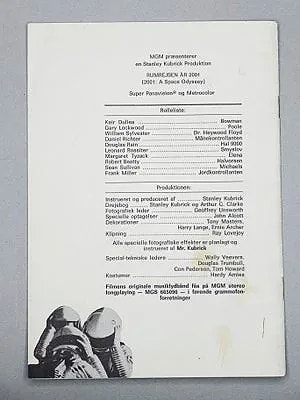 MGM præsenterer
en Stanley Kubrick Produktion
RUMREJSEN ÅR 2001
(2001: A Space Odyssey)
Super Panavision® og Metrocolor
Rolleliste:
Keir Dullea Bowman
Gary Lockwood Poole
William Sylvester Dr. Heywood Floyd
Daniel Richter Månekontrollanten
Douglas Rain Hal 9000
Leonard Rossiter Smyslov
Margaret Tyzack Elena
Robert Beatty Halvorsen
Sean Sullivan Michaels
Frank Miller Jordkontrollanten
Produktionen:
Instrueret og produceret af Stanley Kubrick
Drejebog Stanley Kubrick og Arthur C. Clarke
Fotografisk leder Geoffrey Unsworth
Specielle optagelser John Alcott
Dekorationer Tony Masters,
Harry Lange, Ernie Archer
Klipning Ray Lovejoy
Alle specielle fotografiske effekter er planlagt og
instrueret af Mr. Kubrick
Special-tekniske ledere Wally Veevers,
Douglas Trumbull,
Con Pederson, Tom Howard
Kostumer Hardy Amies
Filmens originale musik/lydbånd fås på MGM stereo
longplaying — MGS 665096 — i førende grammofon-
forretninger